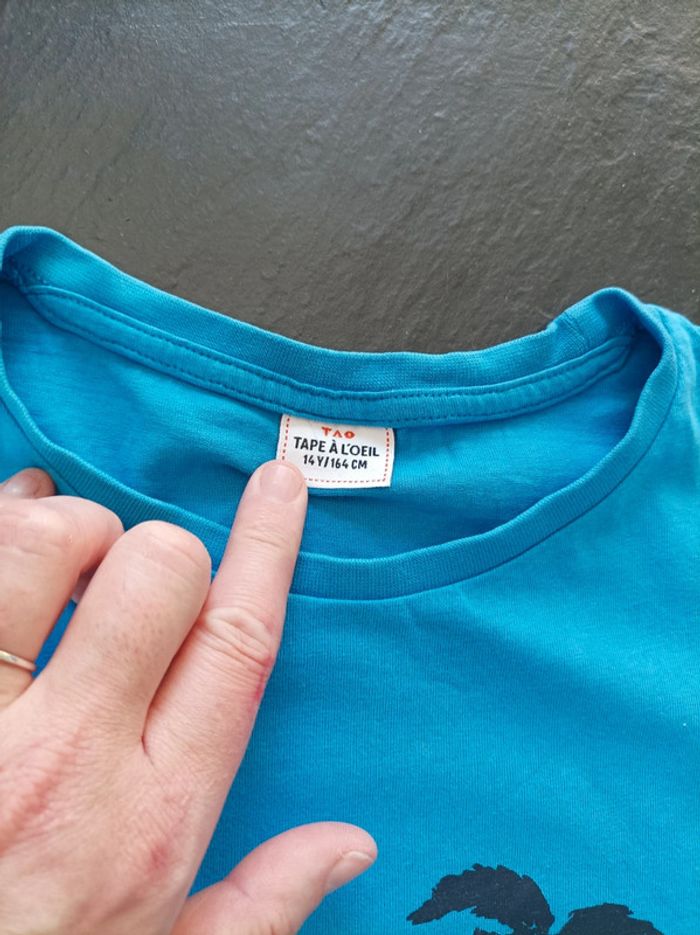 TAO
TAPE À L'OEIL
14Y/164 CM